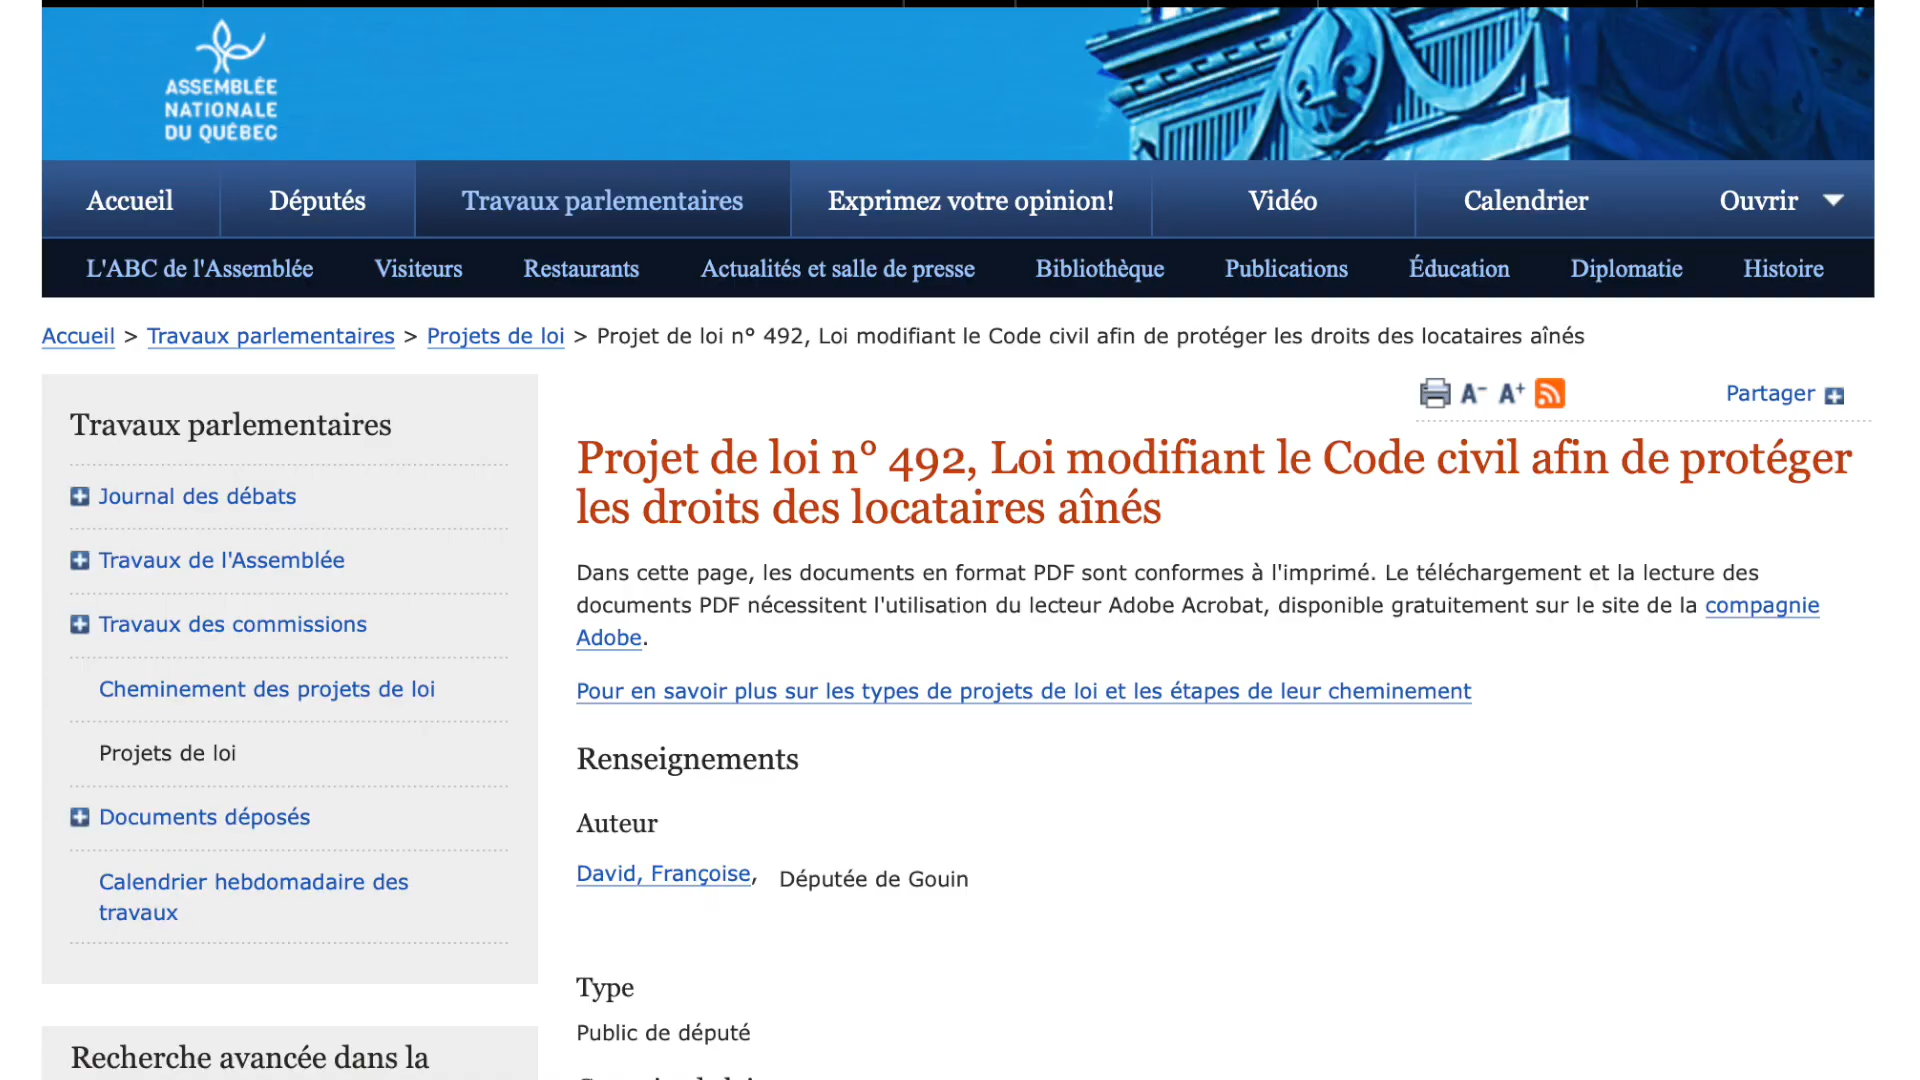 ASSEMBLÉE
NATIONALE
DU QUÉBEC
Accueil Députés Travaux parlementaires Exprimez votre opinion! Vidéo Calendrier Ouvrir
L'ABC de l'Assemblée Visiteurs Restaurants Actualités et salle de presse Bibliothèque Publications Éducation Diplomatie Histoire
Accueil > Travaux parlementaires > Projets de loi > Projet de loi n° 492, Loi modifiant le Code civil afin de protéger les droits des locataires aînés
Travaux parlementaires
Journal des débats
Travaux de l'Assemblée
Travaux des commissions
Cheminement des projets de loi
Projets de loi
Documents déposés
Calendrier hebdomadaire des
travaux
Recherche avancée dans la
A- A+ Partager
Projet de loi n° 492, Loi modifiant le Code civil afin de protéger
les droits des locataires aînés
Dans cette page, les documents en format PDF sont conformes à l'imprimé. Le téléchargement et la lecture des
documents PDF nécessitent l'utilisation du lecteur Adobe Acrobat, disponible gratuitement sur le site de la compagnie
Adobe.
Pour en savoir plus sur les types de projets de loi et les étapes de leur cheminement
Renseignements
Auteur
David, Françoise, Députée de Gouin
Type
Public de député